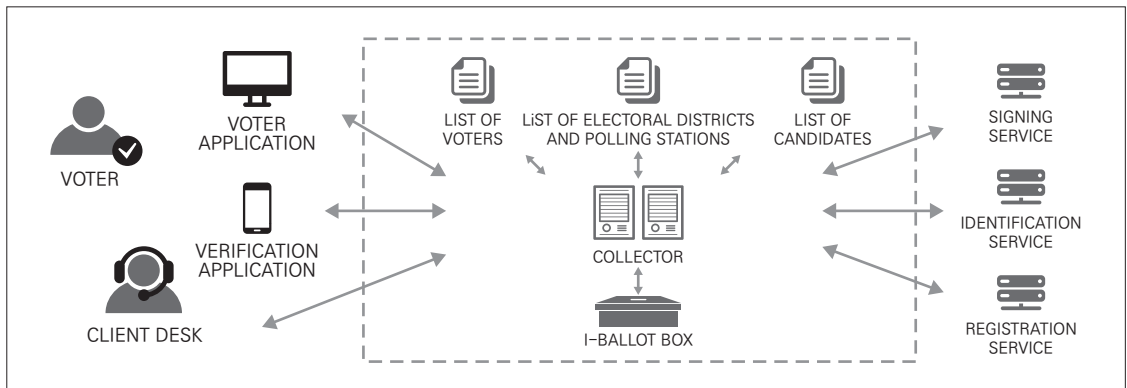 VOTER
VOTER
APPLICATION
VERIFICATION
APPLICATION
CLIENT DESK
LIST OF
VOTERS
LiST OF ELECTORAL DISTRICTS
AND POLLING STATIONS
LIST OF
CANDIDATES
COLLECTOR
I-BALLOT BOX
SIGNING
SERVICE
IDENTIFICATION
SERVICE
REGISTRATION
SERVICE